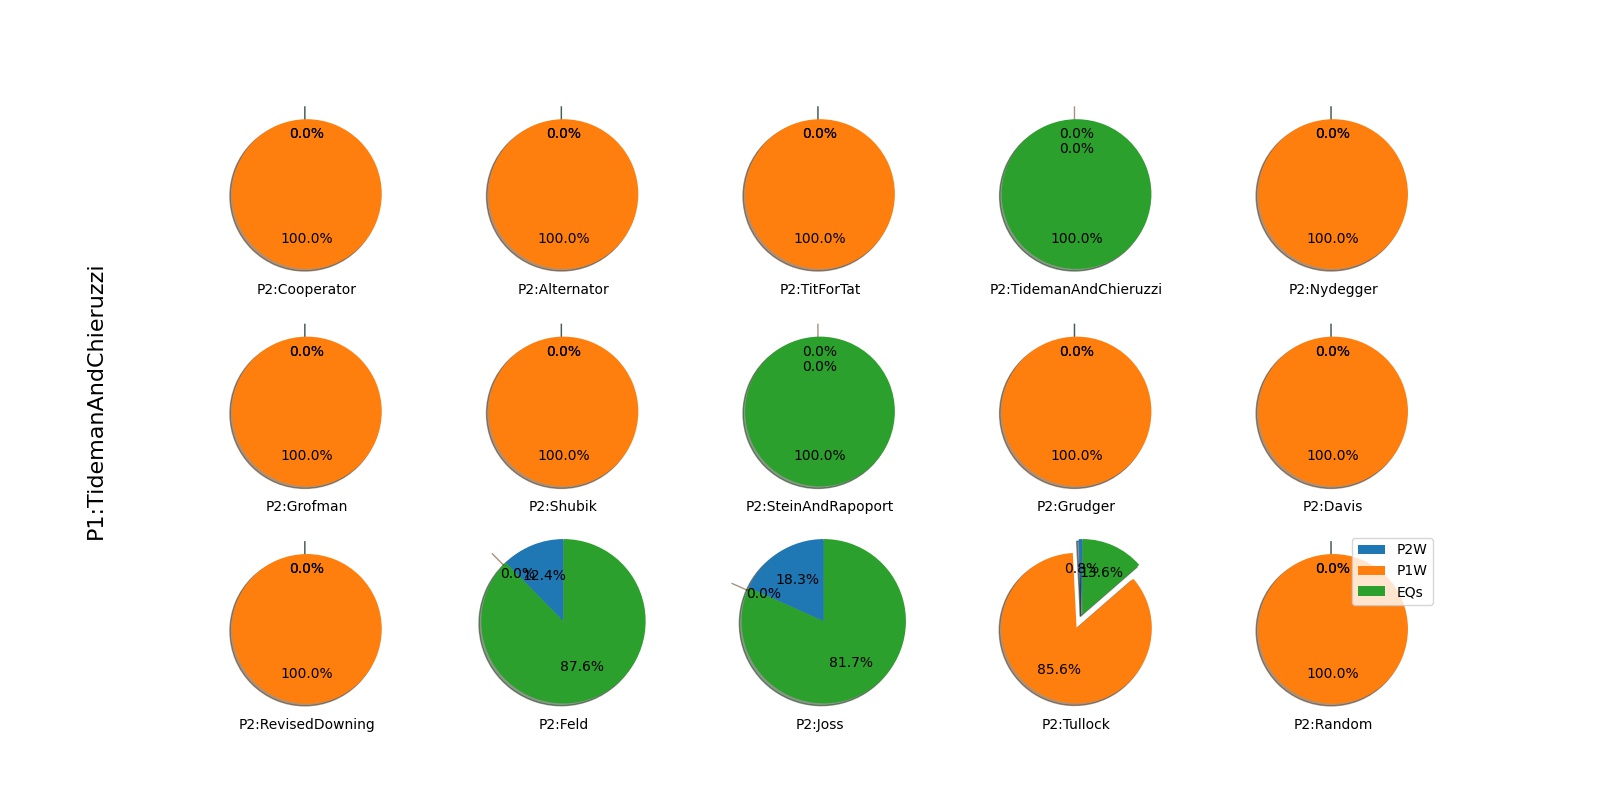 P1:TidemanAndChieruzzi
0.0%
100.0%
P2:Cooperator
0.0%
100.0%
P2:Alternator
0.0%
100.0%
P2:TitForTat
0.0%
0.0%
100.0%
P2:TidemanAndChieruzzi
0.0%
100.0%
P2:Nydegger
0.0%
100.0%
P2:Grofman
0.0%
100.0%
P2:Shubik
0.0%
0.0%
100.0%
P2:SteinAndRapoport
0.0%
100.0%
P2:Grudger
0.0%
100.0%
P2:Davis
0.0%
100.0%
P2:RevisedDowning
12.4%
0.0%
87.6%
P2:Feld
18.3%
0.0%
81.7%
P2:Joss
0.8%
13.6%
85.6%
P2:Tullock
0.0%
100.0%
P2:Random
P2W
P1W
EQs